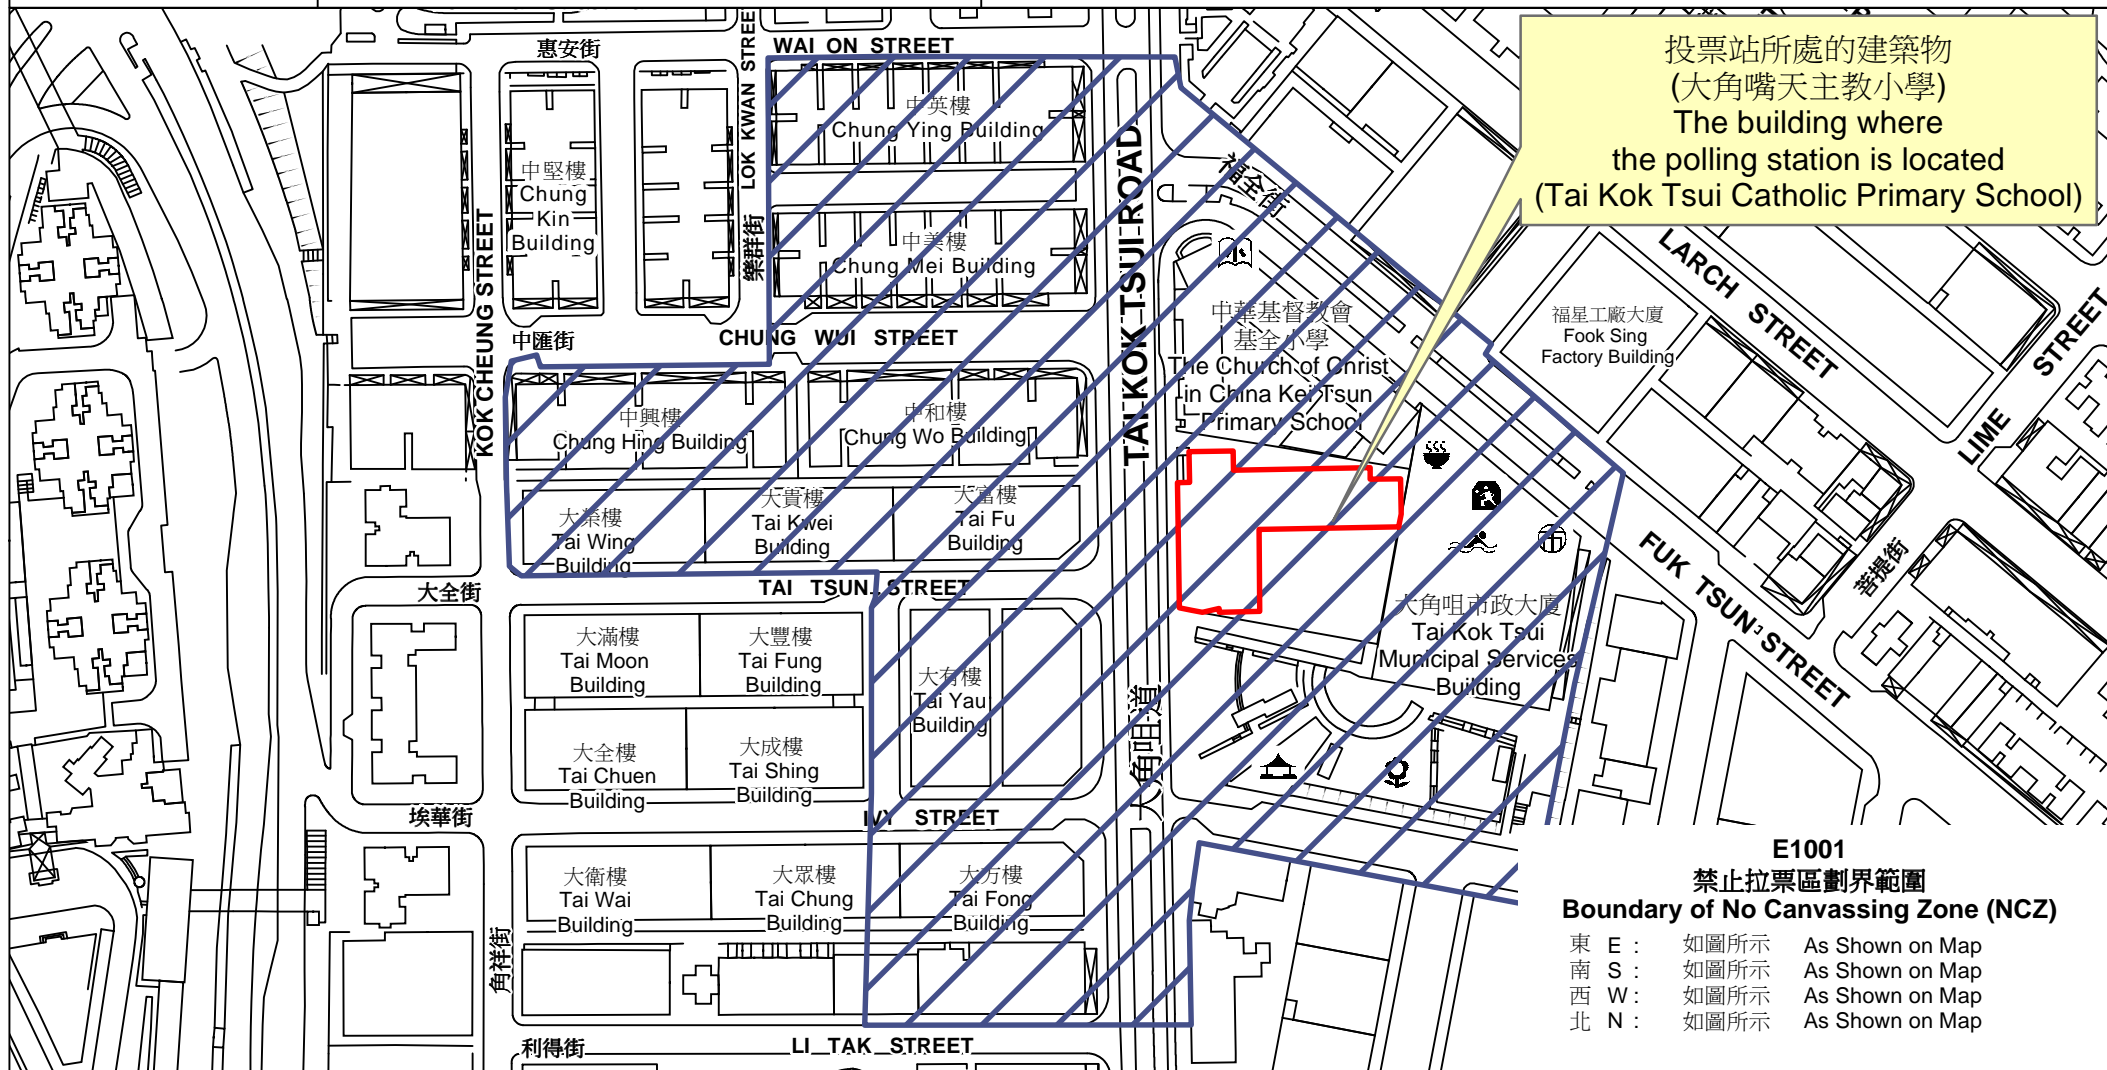 惠安街
WAI ON STREET
LOK KWAN STREET
樂群街
投票站所處的建築物
(大角嘴天主教小學)
The building where
the polling station is located
(Tai Kok Tsui Catholic Primary School)
中英樓
Chung Ying Building
中堅樓
Chung
Kin
Building
中美樓
Chung Mei Building
KOK CHEUNG STREET
TAI KOK TSUI ROAD
福全街
LARCH STREET
LIME STREET
中匯街
CHUNG WUI STREET
中華基督教會
基全小學
The Church of Christ
in China Kei Tsun
Primary School
福星工廠大廈
Fook Sing
Factory Building
中興樓
Chung Hing Building
中和樓
Chung Wo Building
大榮樓
Tai Wing
Building
大貴樓
Tai Kwei
Building
大富樓
Tai Fu
Building
大全街
TAI TSUN STREET
FUK TSUN STREET
菩提街
大角咀市政大廈
Tai Kok Tsui
Municipal Services
Building
大滿樓
Tai Moon
Building
大豐樓
Tai Fung
Building
大有樓
Tai Yau
Building
大角咀道
大全樓
Tai Chuen
Building
大成樓
Tai Shing
Building
埃華街
IVY STREET
大衛樓
Tai Wai
Building
大眾樓
Tai Chung
Building
大方樓
Tai Fong
Building
角祥街
利得街
LI TAK STREET
E1001
禁止拉票區劃界範圍
Boundary of No Canvassing Zone (NCZ)
東 E : 如圖所示 As Shown on Map
南 S : 如圖所示 As Shown on Map
西 W : 如圖所示 As Shown on Map
北 N : 如圖所示 As Shown on Map